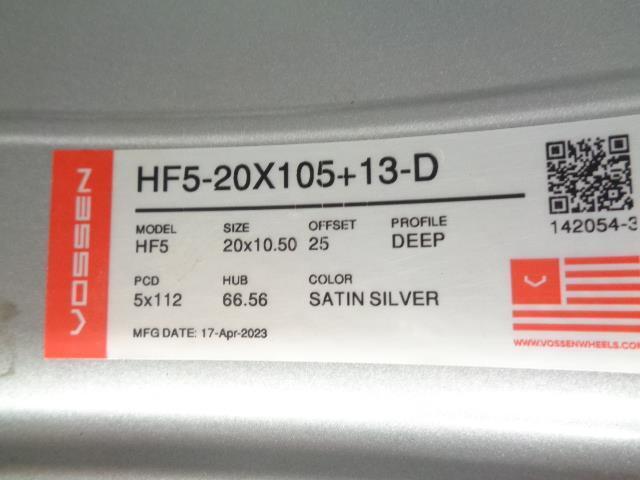 VOSSEN
HF5-20X105+13-D
MODEL SIZE OFFSET PROFILE
HF5 20x10.50 25 DEEP
PCD HUB COLOR
5x112 66.56 SATIN SILVER
MFG DATE: 17-Apr-2023
142054-3
WWW.VOSSENWHEELS.COM